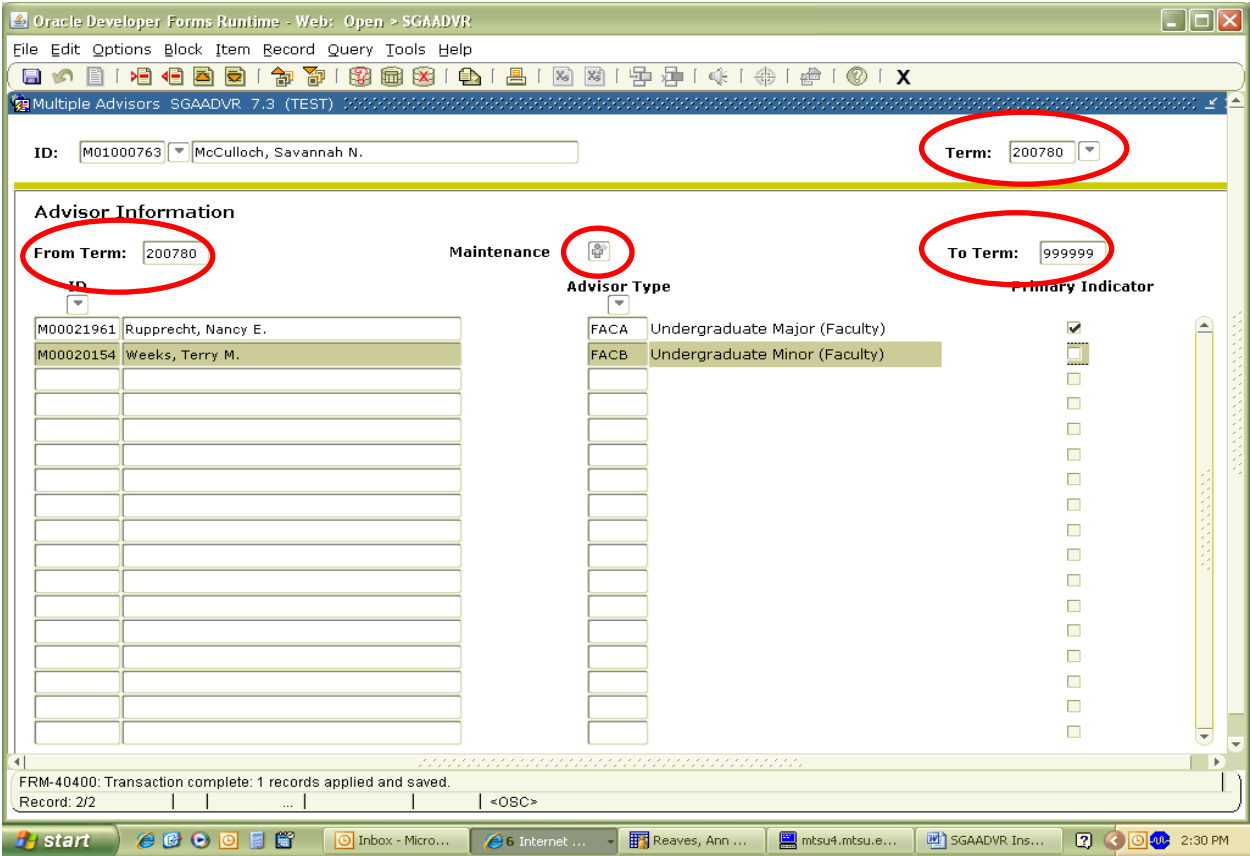 Oracle Developer Forms Runtime - Web: Open > SGAADVR
File Edit Options Block Item Record Query Tools Help
Multiple Advisors SGAADVR 7.3 (TEST)
ID: M01000763 McCulloch, Savannah N. Term: 200780
Advisor Information
From Term: 200780 Maintenance To Term: 999999
ID Advisor Type Primary Indicator
M00021961 Rupprecht, Nancy E. FACA Undergraduate Major (Faculty)
M00020154 Weeks, Terry M. FACB Undergraduate Minor (Faculty)
FRM-40400: Transaction complete: 1 records applied and saved.
Record: 2/2 ... <OSC>
start Inbox - Micro... 6 Internet ... Reaves, Ann ... mtsu4.mtsu.e... SGAADVR Ins... 2:30 PM